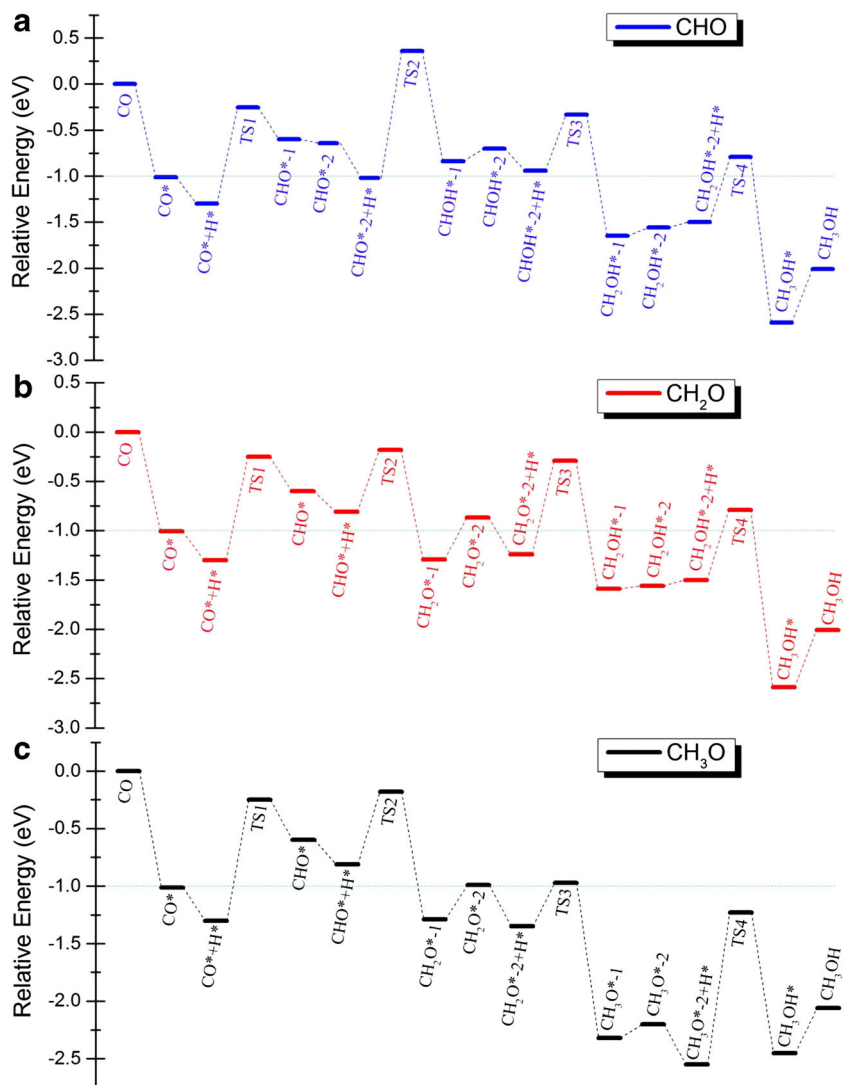 a
CHO
Relative Energy (eV)
0.5
0.0
-0.5
-1.0
-1.5
-2.0
-2.5
-3.0
CO
CO*
CO*+H*
TS1
CHO*-1
CHO*-2
CHO*-2+H*
TS2
CHOH*-1
CHOH*-2
CHOH*-2+H*
TS3
CH₂OH*-1
CH₂OH*-2
CH₂OH*-2+H*
TS-4
CH₃OH*
CH₃OH
b
CH₂O
Relative Energy (eV)
0.5
0.0
-0.5
-1.0
-1.5
-2.0
-2.5
-3.0
CO
CO*
CO*+H*
TS1
CHO*
CHO*+H*
TS2
CH₂O*-1
CH₂O*-2
CH₂O*-2+H*
TS3
CH₂OH*-1
CH₂OH*-2
CH₂OH*-2+H*
TS4
CH₃OH*
CH₃OH
c
CH₃O
Relative Energy (eV)
0.0
-0.5
-1.0
-1.5
-2.0
-2.5
CO
CO*
CO*+H*
TS1
CHO*
CHO*+H*
TS2
CH₂O*-1
CH₂O*-2
CH₂O*-2+H*
TS3
CH₃O*-1
CH₃O*-2
CH₃O*-2+H*
TS4
CH₃OH*
CH₃OH